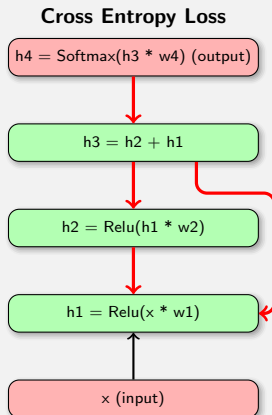 Cross Entropy Loss
h4 = Softmax(h3 * w4) (output)
h3 = h2 + h1
h2 = Relu(h1 * w2)
h1 = Relu(x * w1)
x (input)